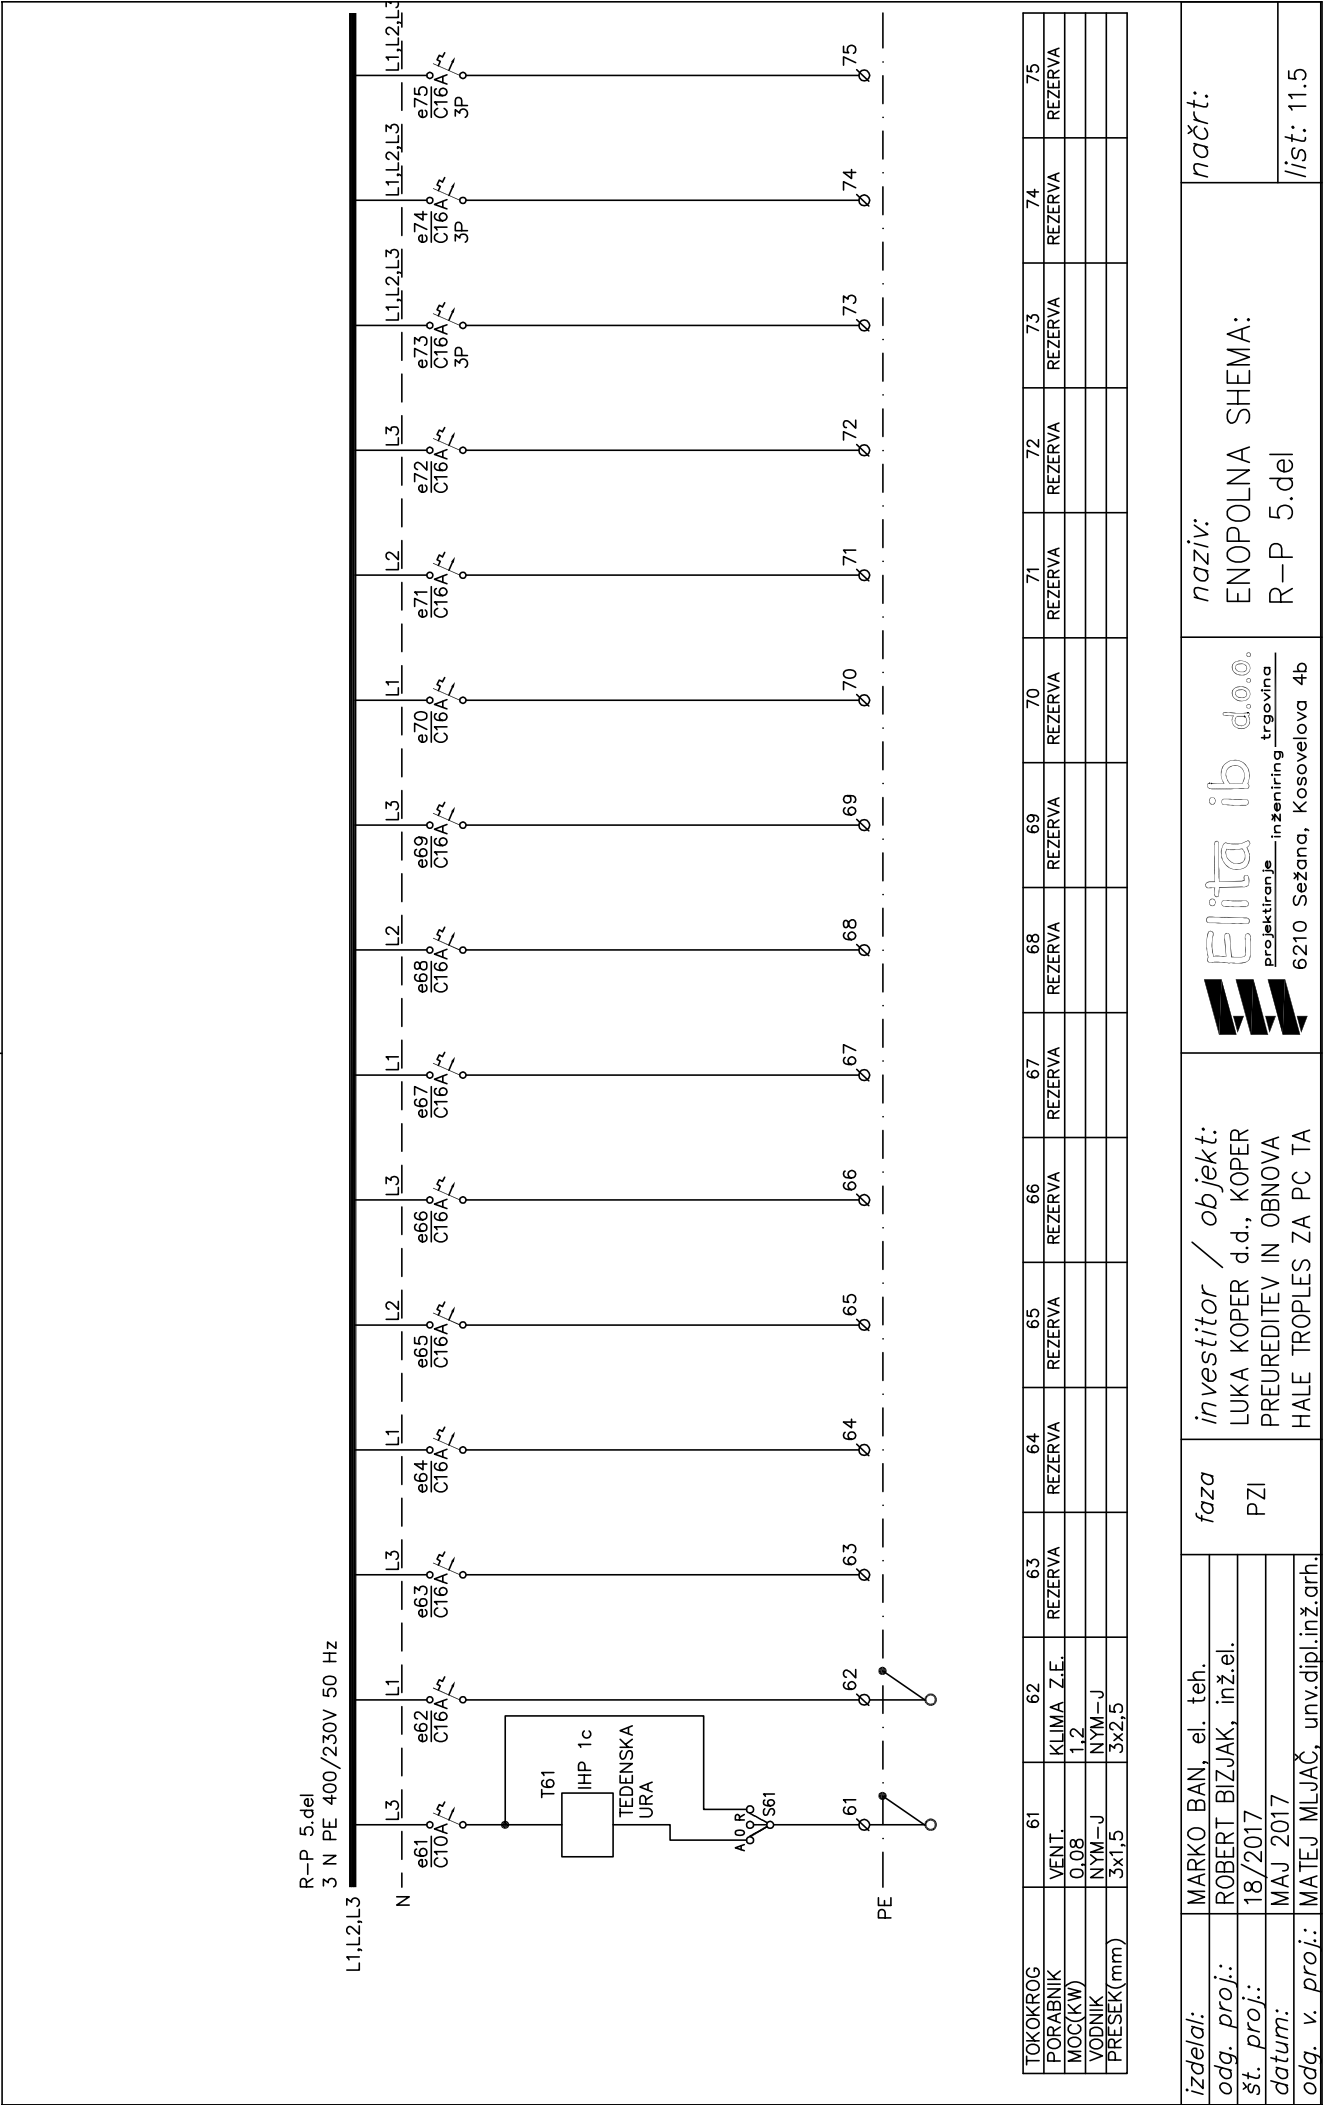 R-P 5.del
3 N PE 400/230V 50 Hz
L1,L2,L3
N
L3 L1 L3 L1 L2 L3 L1 L2 L3 L1 L2 L3 L1,L2,L3 L1,L2,L3 L1,L2,L3
e61 e62 e63 e64 e65 e66 e67 e68 e69 e70 e71 e72 e73 e74 e75
C10A C16A C16A C16A C16A C16A C16A C16A C16A C16A C16A C16A C16A C16A C16A
3P 3P 3P
T61
IHP 1c
TEDENSKA
URA
A 0 R
S61
61 62 63 64 65 66 67 68 69 70 71 72 73 74 75
PE
TOKOKROG 61 62 63 64 65 66 67 68 69 70 71 72 73 74 75
PORABNIK VENT. KLIMA Z.E. REZERVA REZERVA REZERVA REZERVA REZERVA REZERVA REZERVA REZERVA REZERVA REZERVA REZERVA REZERVA REZERVA
MOC(KW) 0,08 1,2
VODNIK NYM-J NYM-J
PRESEK(mm) 3x1,5 3x2,5
izdelal: MARKO BAN, el. teh.
odg. proj.: ROBERT BIZJAK, inž.el.
št. proj.: 18/2017
datum: MAJ 2017
odg. v. proj.: MATEJ MLJAČ, unv.dipl.inž.arh.
faza
PZI
investitor / objekt:
LUKA KOPER d.d., KOPER
PREUREDITEV IN OBNOVA
HALE TROPLES ZA PC TA
Elita ib d.o.o.
projektiranje inženiring trgovina
6210 Sežana, Kosovelova 4b
naziv:
ENOPOLNA SHEMA:
R-P 5.del
načrt:
list: 11.5